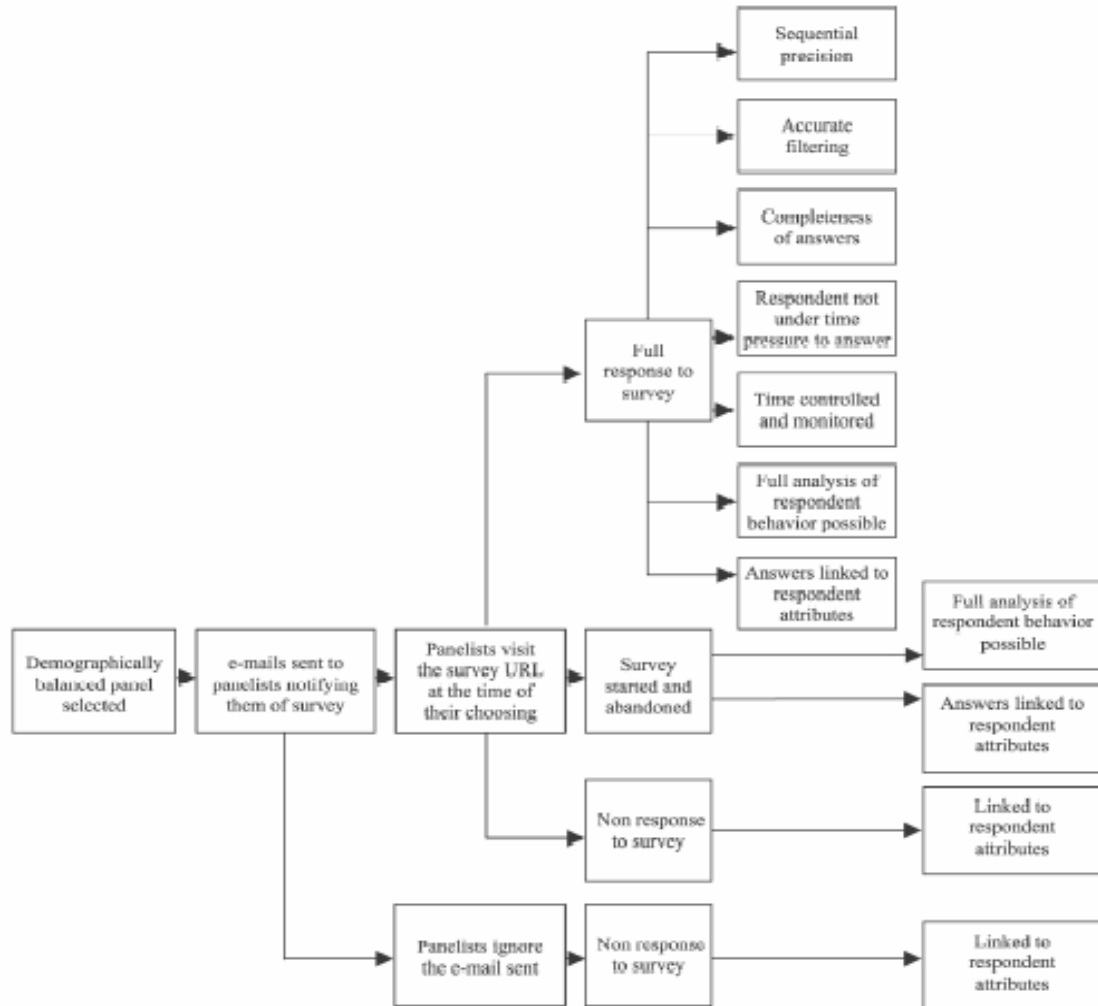 Sequential
precision
Accurate
filtering
Completeness
of answers
Respondent not
under time
pressure to answer
Full
response to
survey
Time controlled
and monitored
Full analysis of
respondent
behavior possible
Answers linked to
respondent
attributes
Full analysis of
respondent behavior
possible
Demographically
balanced panel
selected
e-mails sent to
panelists notifying
them of survey
Panelists visit
the survey URL
at the time of
their choosing
Survey
started and
abandoned
Answers linked to
respondent
attributes
Non response
to survey
Linked to
respondent
attributes
Panelists ignore
the e-mail sent
Non response
to survey
Linked to
respondent
attributes